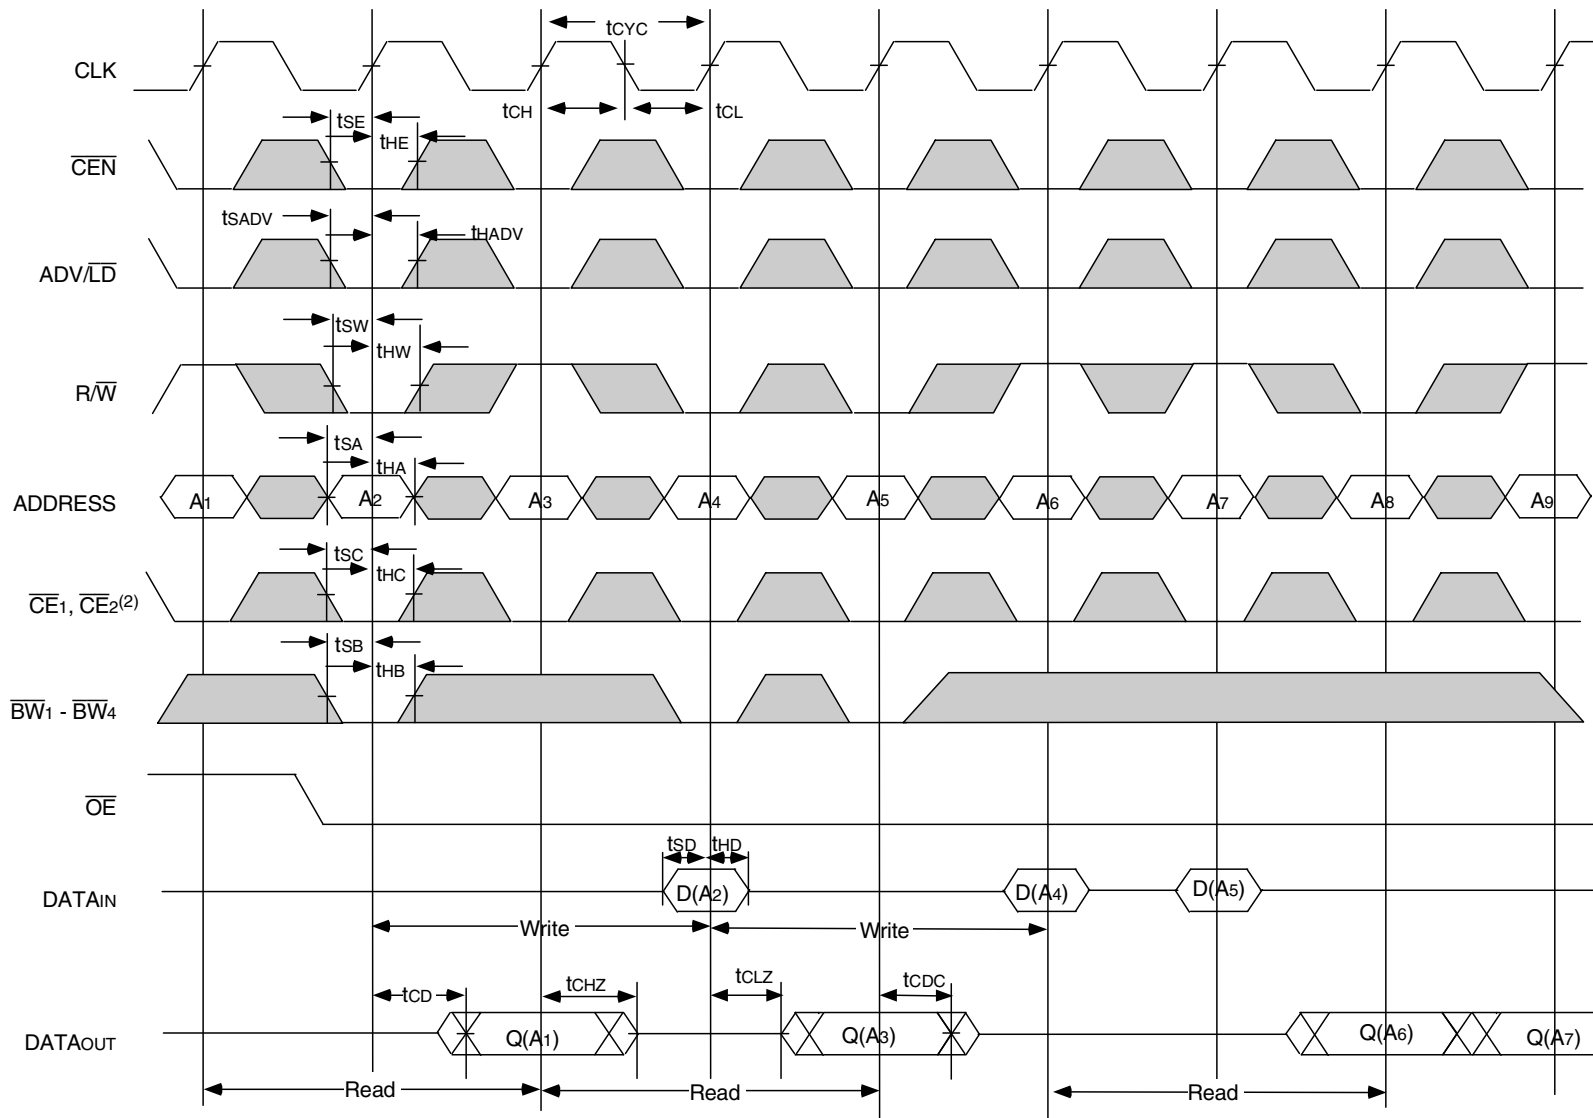 tCYC
CLK
tCH
tCL
tSE
tHE
CEN
tSADV
tHADV
ADV/LD
tSW
tHW
R/W
tSA
tHA
ADDRESS
A1
A2
A3
A4
A5
A6
A7
A8
A9
tSC
tHC
CE1, CE2(2)
tSB
tHB
BW1 - BW4
OE
tSD
tHD
DATAIN
D(A2)
D(A4)
D(A5)
Write
Write
tCD
tCHZ
tCLZ
tCDC
DATAOUT
Q(A1)
Q(A3)
Q(A6)
Q(A7)
Read
Read
Read